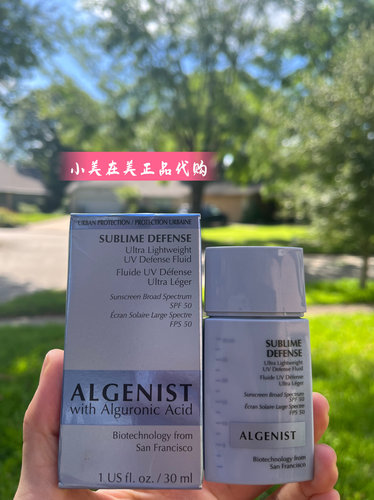 小美在美正品代购
URBAN PROTECTION / PROTECTION URBAINE
SUBLIME DEFENSE
Ultra Lightweight
UV Defense Fluid
Fluide UV Défense
Ultra Léger
Sunscreen Broad Spectrum
SPF 50
Écran Solaire Large Spectre
FPS 50
ALGENIST
with Alguronic Acid
Biotechnology from
San Francisco
1 US fl. oz. / 30 ml
SUBLIME
DEFENSE
Ultra Lightweight
UV Defense Fluid
Fluide UV Défense
Ultra Léger
Sunscreen Broad Spectrum
SPF 50
Écran Solaire Large Spectre
FPS 50
ALGENIST
Biotechnology from
San Francisco